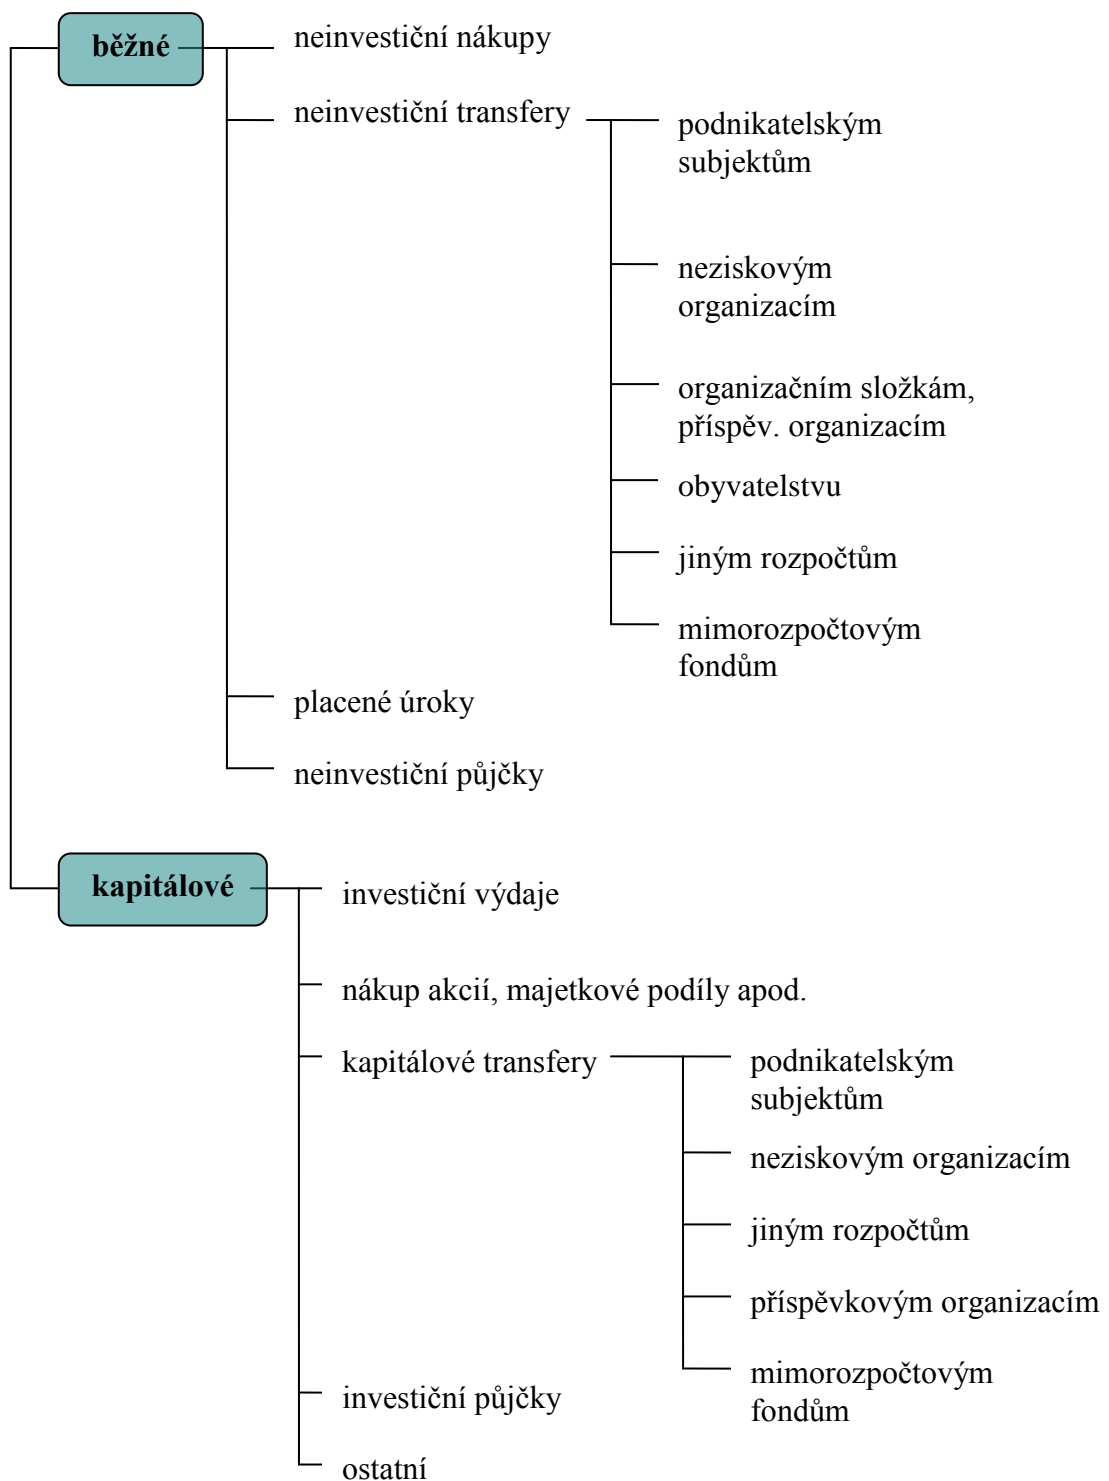 běžné
neinvestiční nákupy
neinvestiční transfery
podnikatelským
subjektům
neziskovým
organizacím
organizačním složkám,
příspěv. organizacím
obyvatelstvu
jiným rozpočtům
mimorozpočtovým
fondům
placené úroky
neinvestiční půjčky
kapitálové
investiční výdaje
nákup akcií, majetkové podíly apod.
kapitálové transfery
podnikatelským
subjektům
neziskovým organizacím
jiným rozpočtům
příspěvkovým organizacím
mimorozpočtovým
fondům
investiční půjčky
ostatní